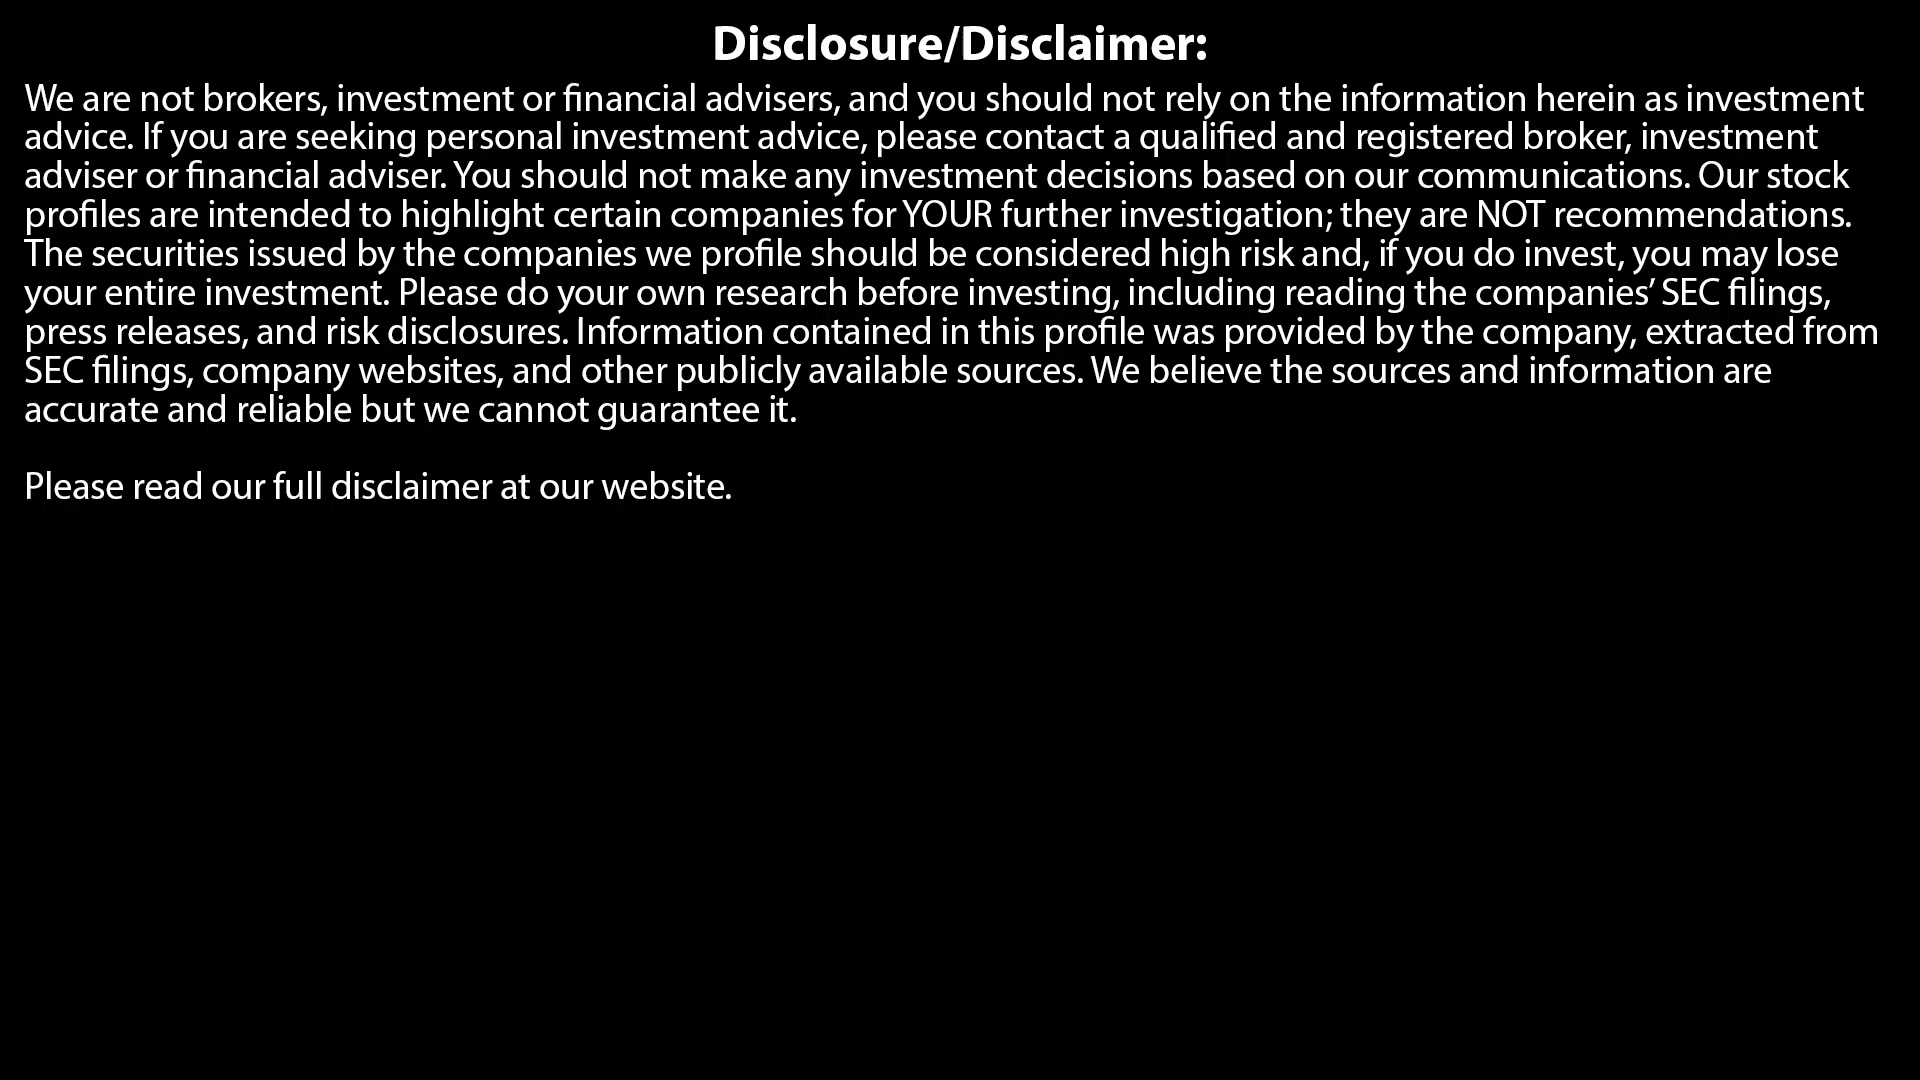 Disclosure/Disclaimer:
We are not brokers, investment or financial advisers, and you should not rely on the information herein as investment
advice. If you are seeking personal investment advice, please contact a qualified and registered broker, investment
adviser or financial adviser. You should not make any investment decisions based on our communications. Our stock
profiles are intended to highlight certain companies for YOUR further investigation; they are NOT recommendations.
The securities issued by the companies we profile should be considered high risk and, if you do invest, you may lose
your entire investment. Please do your own research before investing, including reading the companies’ SEC filings,
press releases, and risk disclosures. Information contained in this profile was provided by the company, extracted from
SEC filings, company websites, and other publicly available sources. We believe the sources and information are
accurate and reliable but we cannot guarantee it.
Please read our full disclaimer at our website.